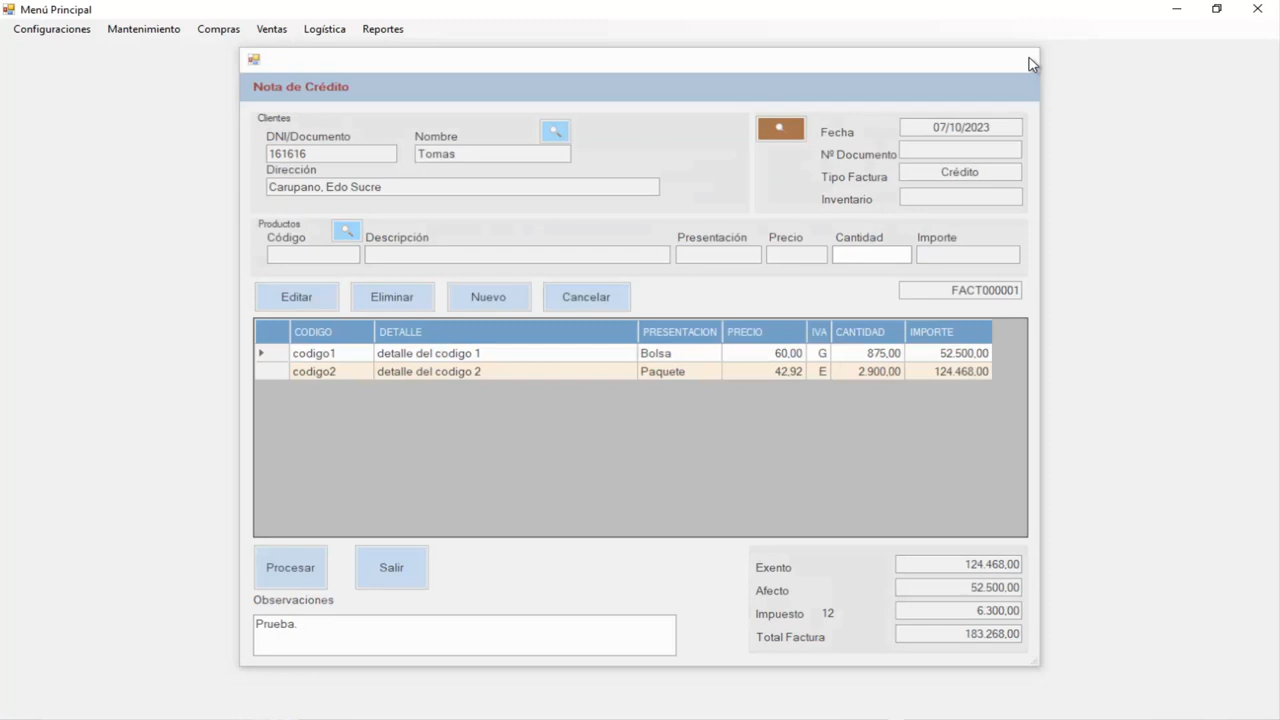 Menú Principal
Configuraciones Mantenimiento Compras Ventas Logística Reportes
Nota de Crédito
Clientes
DNI/Documento Nombre
161616 Tomas
Dirección
Carupano, Edo Sucre
Fecha 07/10/2023
Nº Documento
Tipo Factura Crédito
Inventario
Productos
Código Descripción Presentación Precio Cantidad Importe
Editar Eliminar Nuevo Cancelar FACT000001
CODIGO DETALLE PRESENTACION PRECIO IVA CANTIDAD IMPORTE
codigo1 detalle del codigo 1 Bolsa 60,00 G 875,00 52.500,00
codigo2 detalle del codigo 2 Paquete 42,92 E 2.900,00 124.468,00
Procesar Salir
Observaciones
Prueba.
Exento 124.468,00
Afecto 52.500,00
Impuesto 12 6.300,00
Total Factura 183.268,00